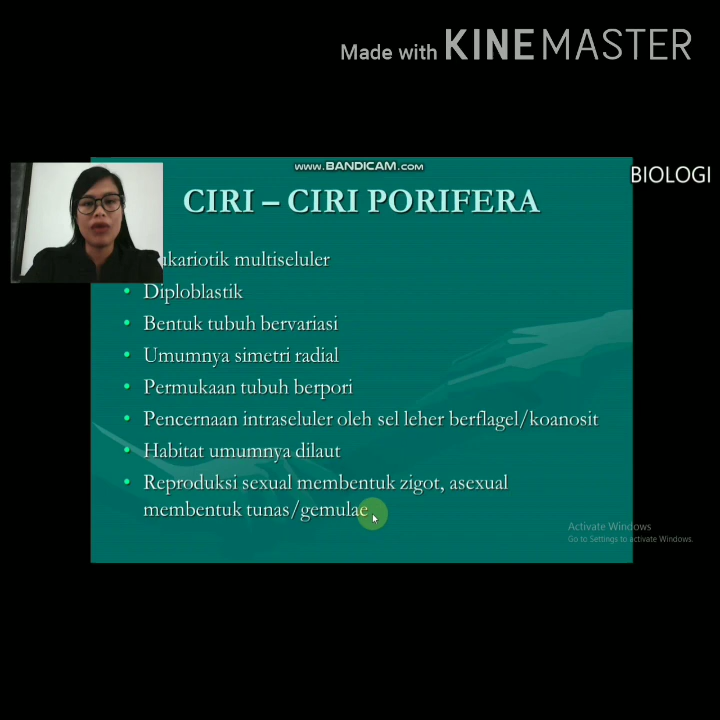 Made with KINEMASTER
www.BANDICAM.com
BIOLOGI
CIRI – CIRI PORIFERA
ukariotik multiseluler
• Diploblastik
• Bentuk tubuh bervariasi
• Umumnya simetri radial
• Permukaan tubuh berpori
• Pencernaan intraseluler oleh sel leher berflagel/koanosit
• Habitat umumnya dilaut
• Reproduksi sexual membentuk zigot, asexual
membentuk tunas/gemulae
Activate Windows
Go to Settings to activate Windows.